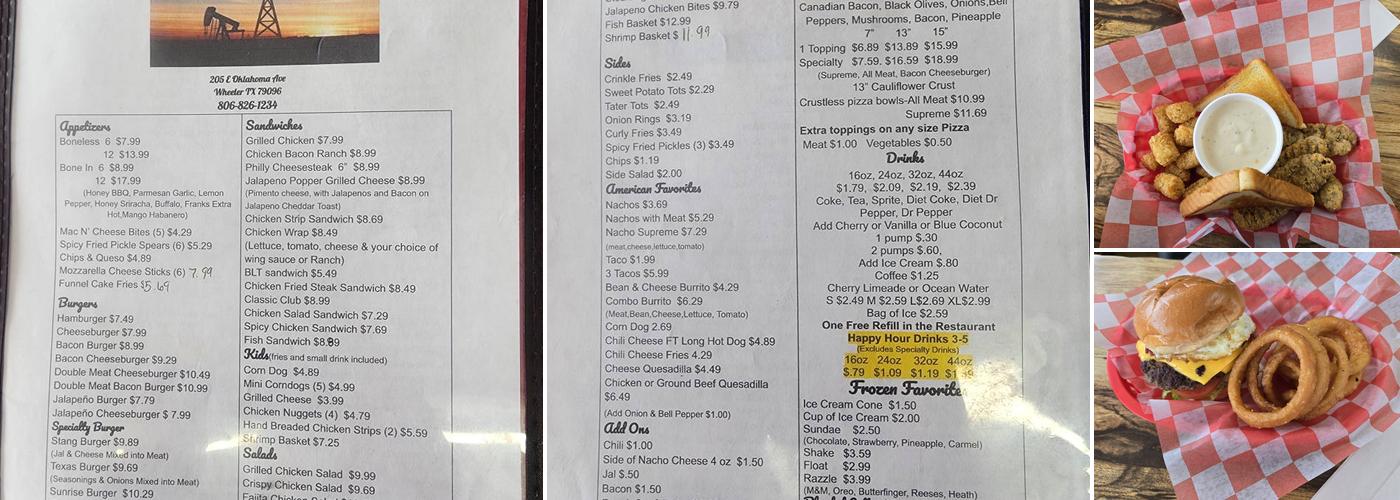 205 E Oklahoma Ave
Wheeler TX 79096
806-826-1234
Appetizers
Boneless 6 $7.99
12 $13.99
Bone In 6 $8.99
12 $17.99
(Honey BBQ, Parmesan Garlic, Lemon
Pepper, Honey Sriracha, Buffalo, Franks Extra
Hot,Mango Habanero)
Mac N' Cheese Bites (5) $4.29
Spicy Fried Pickle Spears (6) $5.29
Chips & Queso $4.89
Mozzarella Cheese Sticks (6) 7.99
Funnel Cake Fries $5.69
Burgers
Hamburger $7.49
Cheeseburger $7.99
Bacon Burger $8.99
Bacon Cheeseburger $9.29
Double Meat Cheeseburger $10.49
Double Meat Bacon Burger $10.99
Jalapeño Burger $7.79
Jalapeño Cheeseburger $ 7.99
Specialty Burger
Stang Burger $9.89
(Jal & Cheese Mixed into Meat)
Texas Burger $9.69
(Seasonings & Onions Mixed into Meat)
Sunrise Burger $10.29
Sandwiches
Grilled Chicken $7.99
Chicken Bacon Ranch $8.99
Philly Cheesesteak 6" $8.99
Jalapeno Popper Grilled Cheese $8.99
(Pimento cheese, with Jalapenos and Bacon on
Jalapeno Cheddar Toast)
Chicken Strip Sandwich $8.69
Chicken Wrap $8.49
(Lettuce, tomato, cheese & your choice of
wing sauce or Ranch)
BLT sandwich $5.49
Chicken Fried Steak Sandwich $8.49
Classic Club $8.99
Chicken Salad Sandwich $7.29
Spicy Chicken Sandwich $7.69
Fish Sandwich
Kids(fries and small drink included)
Corn Dog $4.89
Mini Corndogs (5) $4.99
Grilled Cheese $3.99
Chicken Nuggets (4) $4.79
Hand Breaded Chicken Strips (2) $5.59
Shrimp Basket $7.25
Salads
Grilled Chicken Salad $9.99
Crispy Chicken Salad $9.69
Fajita Chicken
Jalapeno Chicken Bites $9.79
Fish Basket $12.99
Shrimp Basket $ 11.99
Sides
Crinkle Fries $2.49
Sweet Potato Tots $2.29
Tater Tots $2.49
Onion Rings $3.19
Curly Fries $3.49
Spicy Fried Pickles (3) $3.49
Chips $1.19
Side Salad $2.00
American Favorites
Nachos $3.69
Nachos with Meat $5.29
Nacho Supreme $7.29
(meat,cheese,lettuce,tomato)
Taco $1.99
3 Tacos $5.99
Bean & Cheese Burrito $4.29
Combo Burrito $6.29
(Meat,Bean,Cheese,Lettuce, Tomato)
Corn Dog 2.69
Chili Cheese FT Long Hot Dog $4.89
Chili Cheese Fries 4.29
Cheese Quesadilla $4.49
Chicken or Ground Beef Quesadilla
$6.49
(Add Onion & Bell Pepper $1.00)
Add Ons
Chili $1.00
Side of Nacho Cheese 4 oz $1.50
Jal $.50
Bacon $1.50
Canadian Bacon, Black Olives, Onions,Bell
Peppers, Mushrooms, Bacon, Pineapple
7" 13" 15"
1 Topping $6.89 $13.89 $15.99
Specialty $7.59. $16.59 $18.99
(Supreme, All Meat, Bacon Cheeseburger)
13" Cauliflower Crust
Crustless pizza bowls-All Meat $10.99
Supreme $11.69
Extra toppings on any size Pizza
Meat $1.00 Vegetables $0.50
Drinks
16oz, 24oz, 32oz, 44oz
$1.79, $2.09, $2.19, $2.39
Coke, Tea, Sprite, Diet Coke, Diet Dr
Pepper, Dr Pepper
Add Cherry or Vanilla or Blue Coconut
1 pump $.30
2 pumps $.60,
Add Ice Cream $.80
Coffee $1.25
Cherry Limeade or Ocean Water
S $2.49 M $2.59 L$2.69 XL$2.99
Bag of Ice $2.59
One Free Refill in the Restaurant
Happy Hour Drinks 3-5
(Excludes Specialty Drinks)
16oz 24oz 32oz 44oz
$.79 $1.09 $1.19
Frozen Favorites
Ice Cream Cone $1.50
Cup of Ice Cream $2.00
Sundae $2.50
(Chocolate, Strawberry, Pineapple, Carmel)
Shake $3.59
Float $2.99
Razzle $3.99
(M&M, Oreo, Butterfinger, Reeses, Heath)